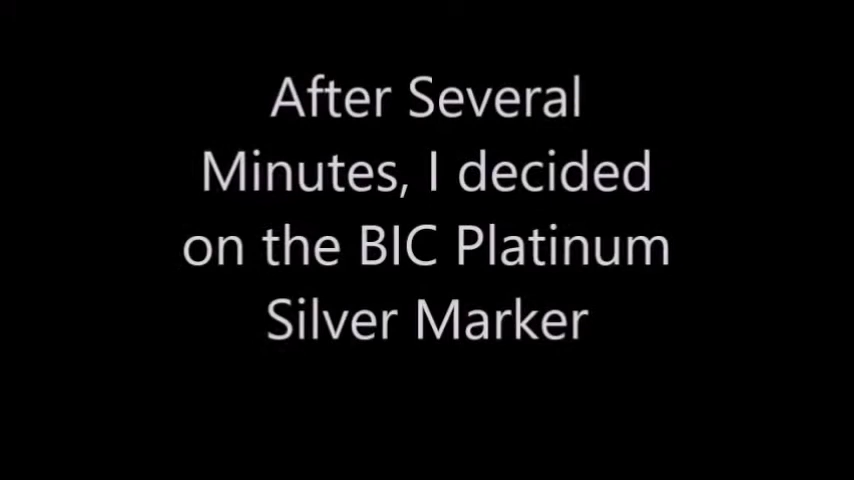 After Several
Minutes, I decided
on the BIC Platinum
Silver Marker